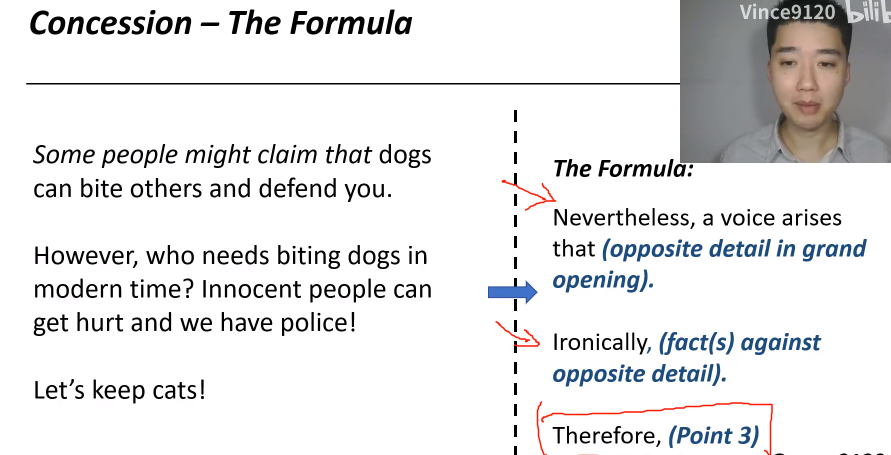 Concession – The Formula
Vince9120 bilib
Some people might claim that dogs
can bite others and defend you.
However, who needs biting dogs in
modern time? Innocent people can
get hurt and we have police!
Let's keep cats!
The Formula:
Nevertheless, a voice arises
that (opposite detail in grand
opening).
Ironically, (fact(s) against
opposite detail).
Therefore, (Point 3)